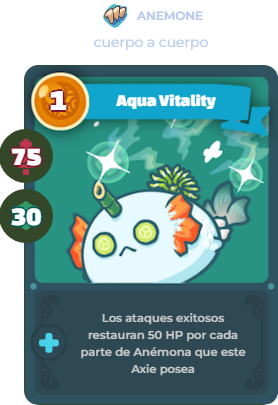 ANEMONE
cuerpo a cuerpo
1
Aqua Vitality
75
30
Los ataques exitosos
restauran 50 HP por cada
parte de Anémona que este
Axie posea